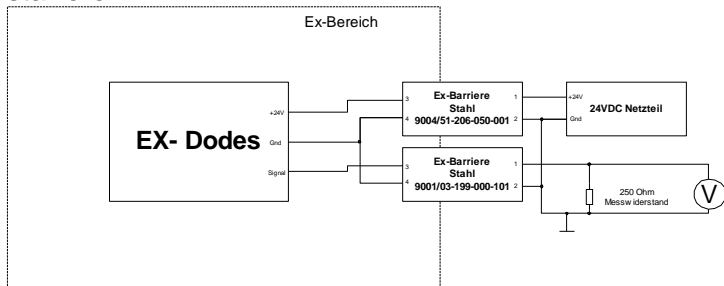 Ex-Bereich
EX- Dodes
+24V
Gnd
Signal
3
4
Ex-Barriere
Stahl
9004/51-206-050-001
1
2
+24V
Gnd
24VDC Netzteil
3
4
Ex-Barriere
Stahl
9001/03-199-000-101
1
2
250 Ohm
Messwiderstand
V